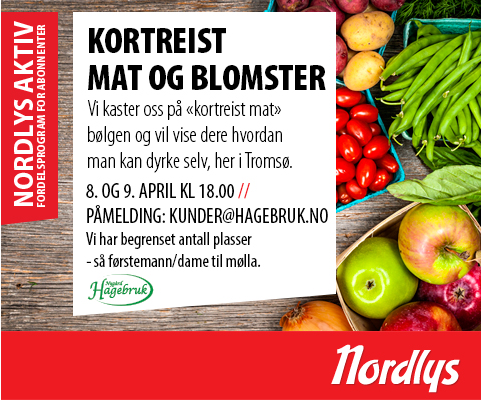 NORDLYS AKTIV
FORDELSPROGRAM FOR ABONNENTER
KORTREIST
MAT OG BLOMSTER
Vi kaster oss på «kortreist mat»
bølgen og vil vise dere hvordan
man kan dyrke selv, her i Tromsø.
8. OG 9. APRIL KL 18.00 //
PÅMELDING: KUNDER@HAGEBRUK.NO
Vi har begrenset antall plasser
- så førstemann/dame til mølla.
Hagebruk
Nordlys